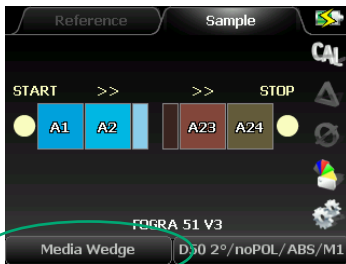 Reference Sample
CAL
START >> >> STOP
A1 A2 A23 A24
FOGRA 51 V3
Media Wedge D50 2°/noPOL/ABS/M1